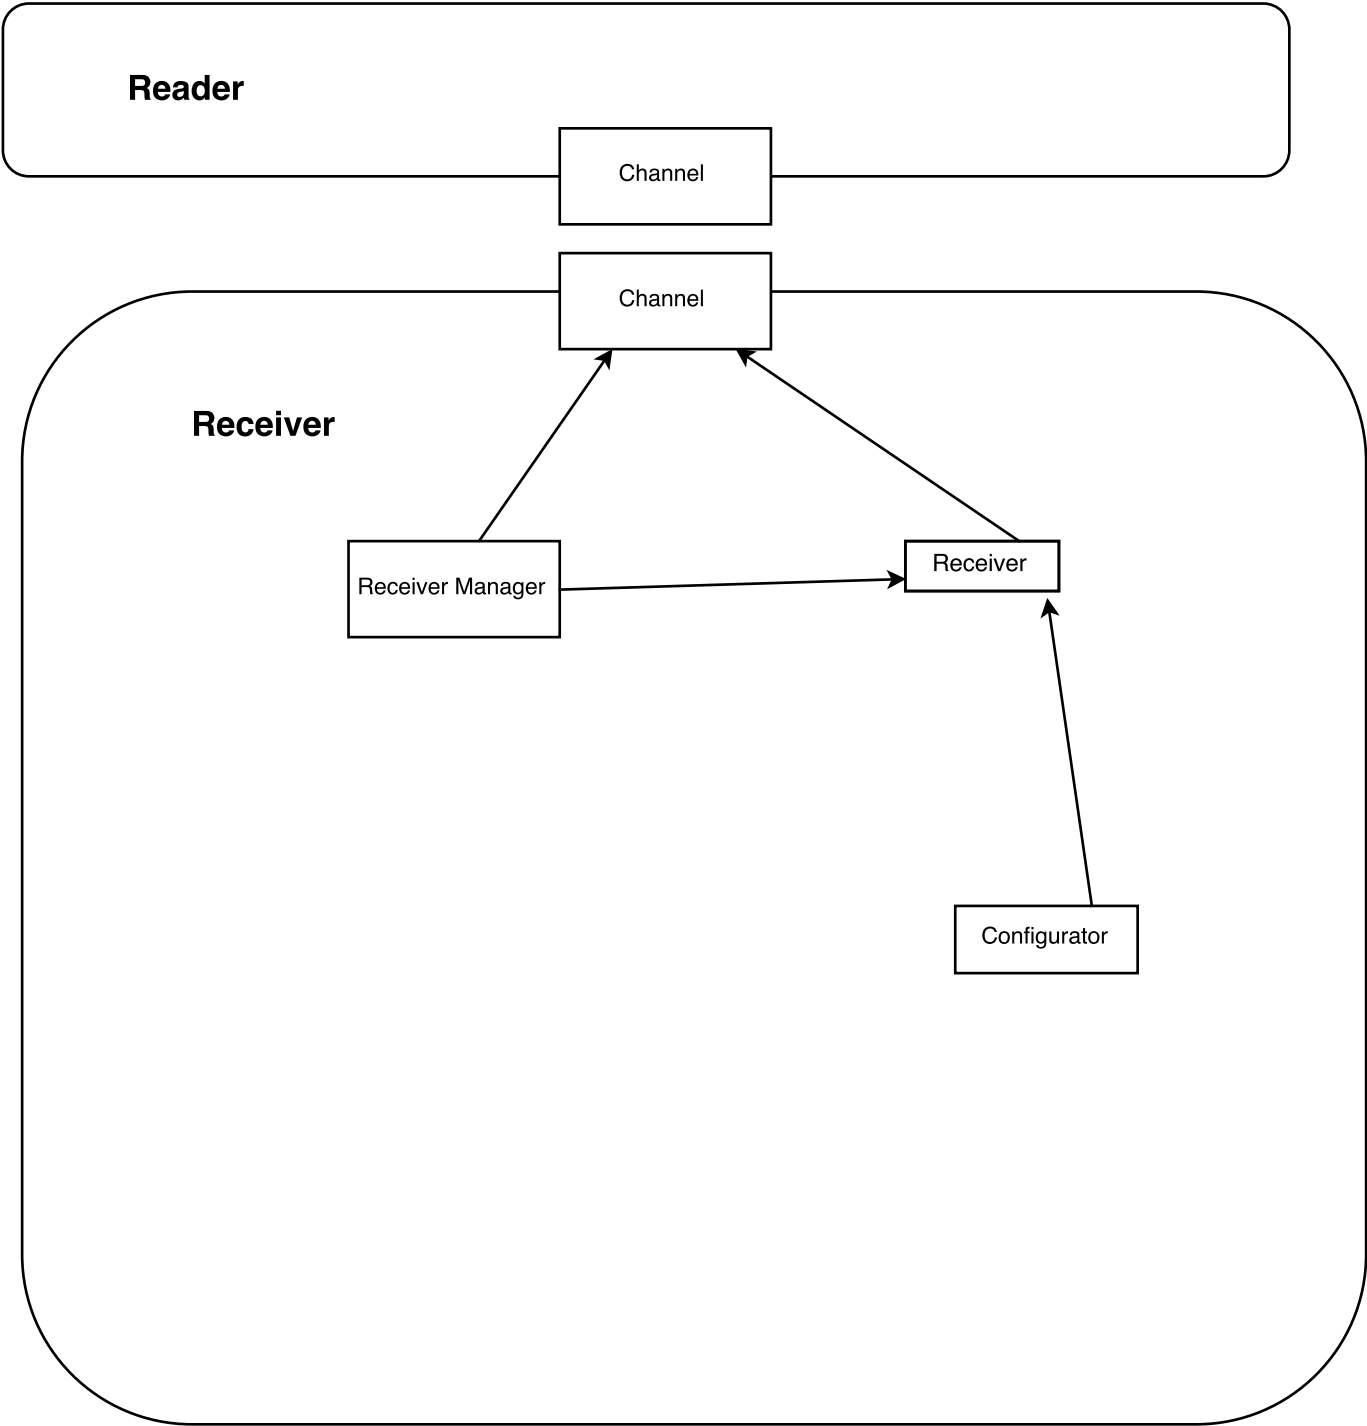 Reader
Channel
Channel
Receiver
Receiver Manager
Receiver
Configurator